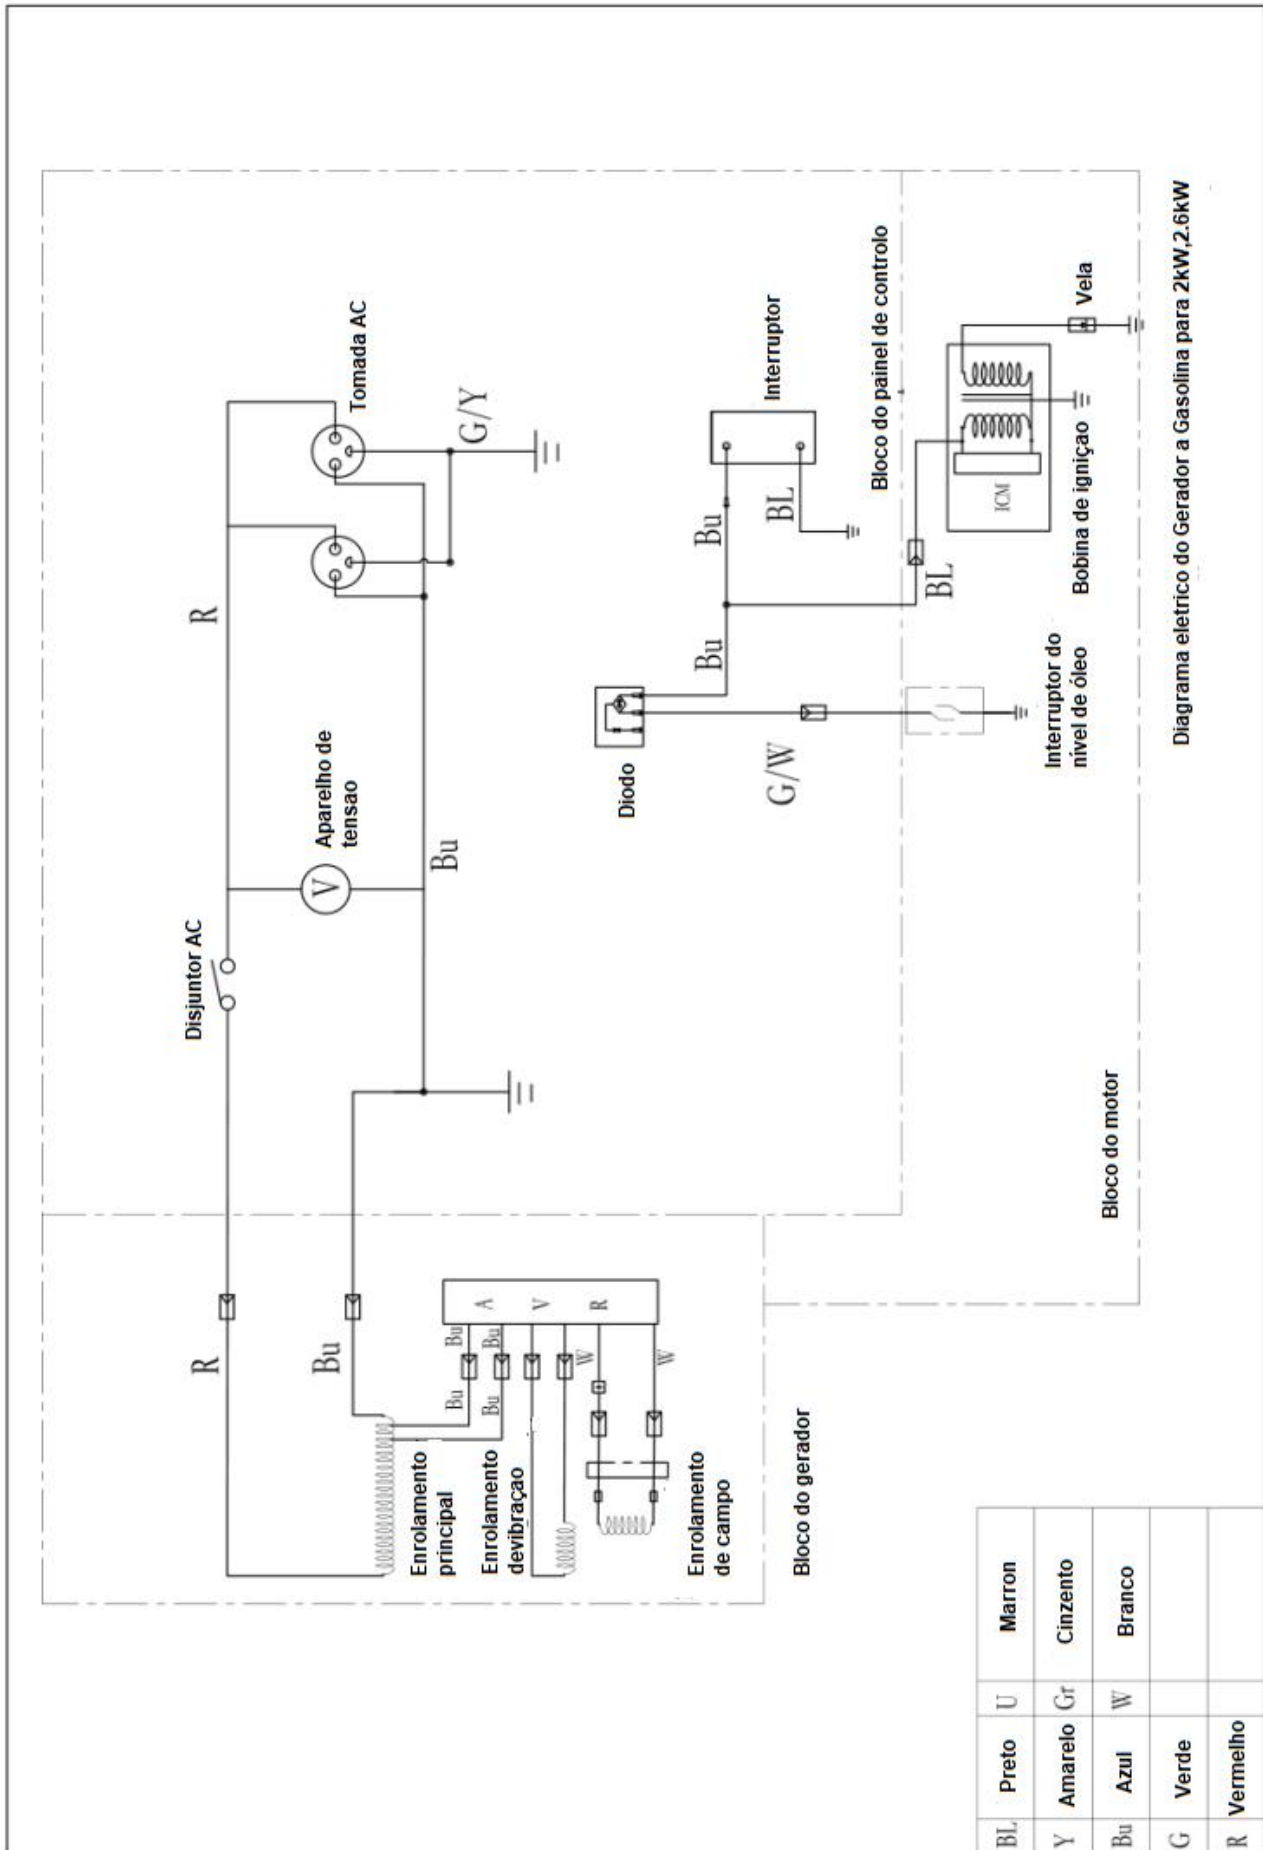 Disjuntor AC
R
Tomada AC
G/Y
Aparelho de
tensao
V
Bu
R
Bu
Bu
Bu
Bu
Bu
A
V
R
W
W
Enrolamento
principal
Enrolamento
devibraçao
Enrolamento
de campo
Bloco do gerador
Diodo
Bu
Bu
BL
Interruptor
G/W
Bloco do painel de controlo
BL
ICM
Vela
Interruptor do
nivel de óleo
Bobina de igniçao
Bloco do motor
Diagrama eletrico do Gerador a Gasolina para 2kW,2.6kW
BL Preto U Marron
Y Amarelo Gr Cinzento
Bu Azul W Branco
G Verde
R Vermelho